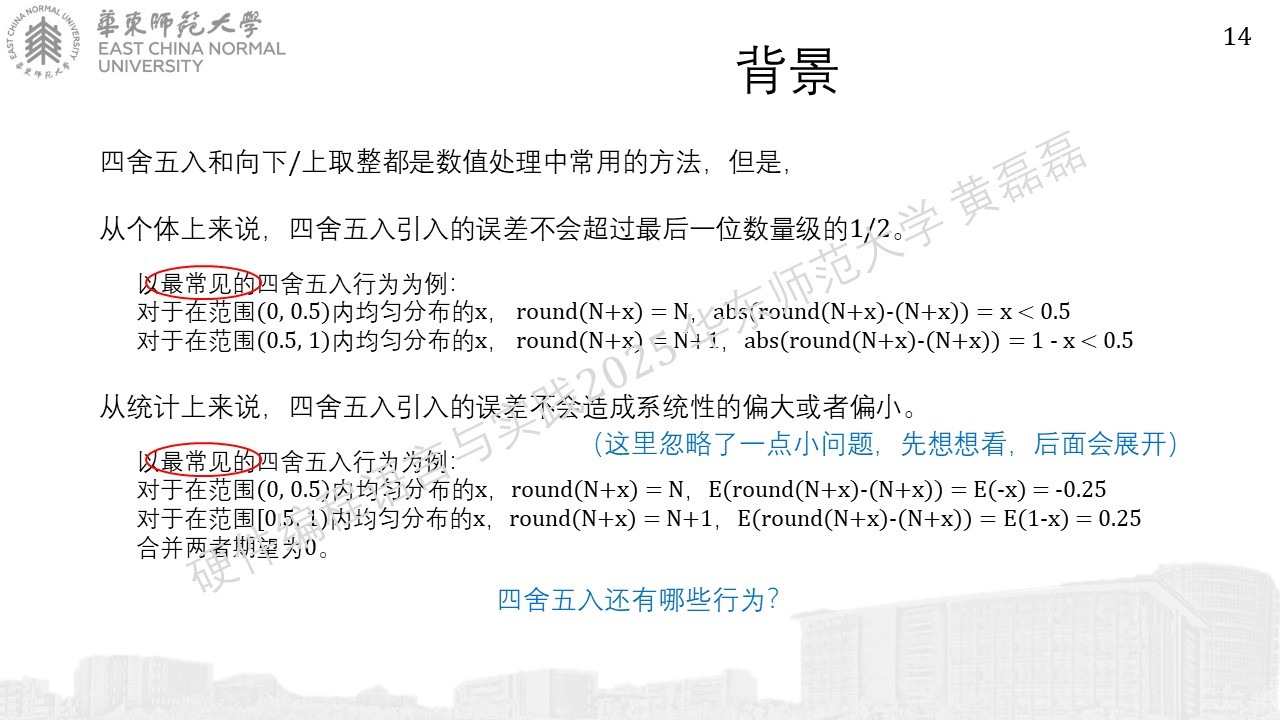 華東師範大學
EAST CHINA NORMAL
UNIVERSITY
EAST CHINA NORMAL UNIVERSITY
華東师范大学
14
背景
四舍五入和向下/上取整都是数值处理中常用的方法，但是，
从个体上来说，四舍五入引入的误差不会超过最后一位数量级的1/2。
以最常见的四舍五入行为为例：
对于在范围(0, 0.5)内均匀分布的x， round(N+x) = N，abs(round(N+x)-(N+x)) = x < 0.5
对于在范围(0.5, 1)内均匀分布的x， round(N+x) = N+1，abs(round(N+x)-(N+x)) = 1 - x < 0.5
从统计上来说，四舍五入引入的误差不会造成系统性的偏大或者偏小。
（这里忽略了一点小问题，先想想看，后面会展开）
以最常见的四舍五入行为为例：
对于在范围(0, 0.5)内均匀分布的x，round(N+x) = N，E(round(N+x)-(N+x)) = E(-x) = -0.25
对于在范围[0.5, 1)内均匀分布的x，round(N+x) = N+1，E(round(N+x)-(N+x)) = E(1-x) = 0.25
合并两者期望为0。
四舍五入还有哪些行为？
硬件编程语言与实践2025 华东师范大学 黄磊磊